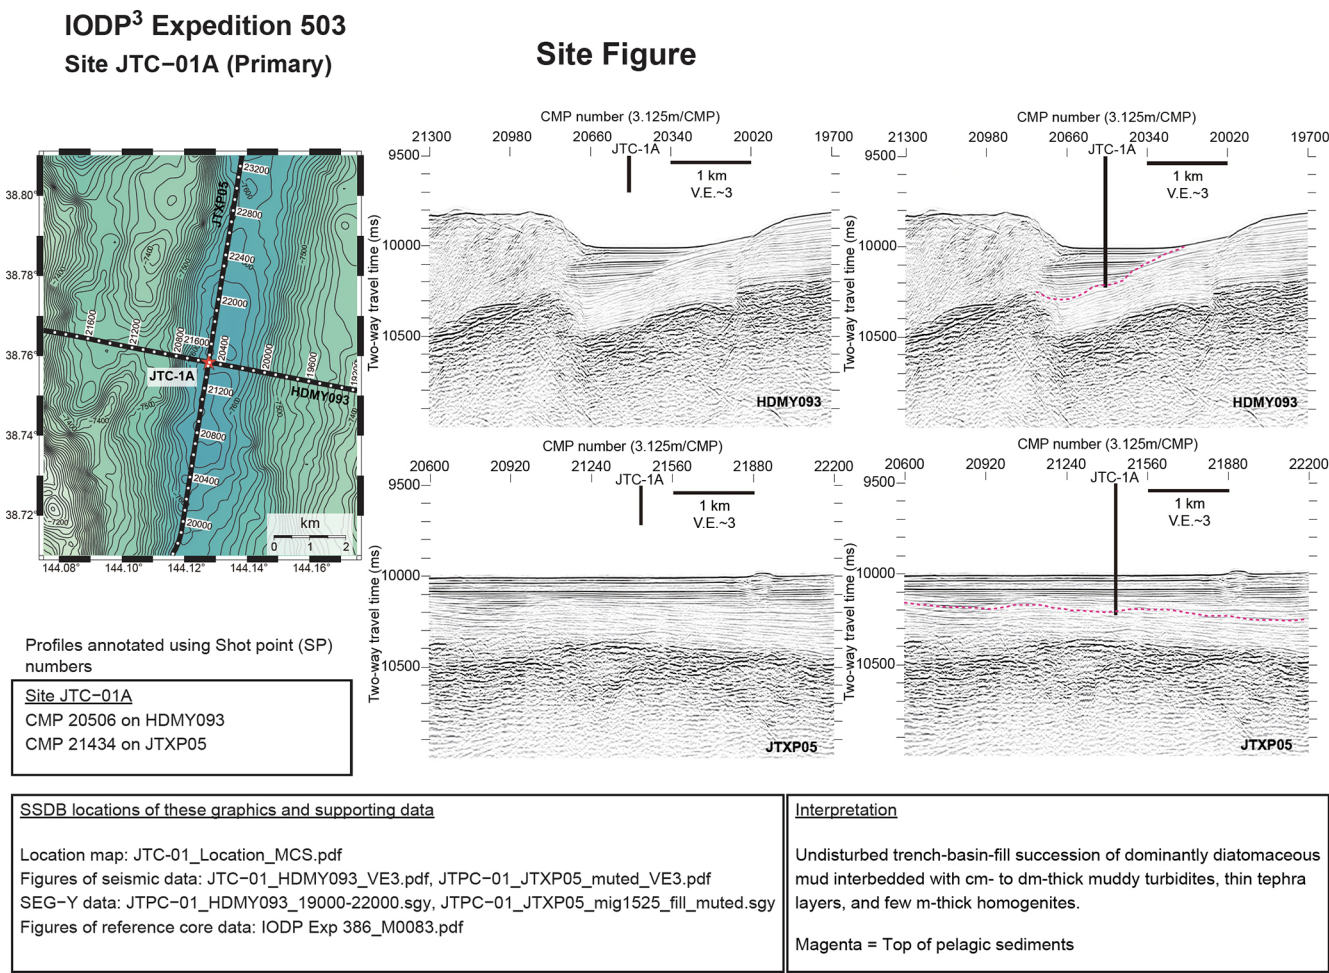 IODP3 Expedition 503
Site JTC−01A (Primary)
Site Figure
38.80°
38.78°
38.76°
38.74°
38.72°
144.08°
144.10°
144.12°
144.14°
144.16°
JTXP05
23200
22800
22400
22000
21600
21200
20800
21600
20400
20000
19600
JTC-1A
HDMY093
21200
20800
20400
20000
-7600
-7400
-7500
-7200
km
0 1 2
CMP number (3.125m/CMP)
21300 20980 20660 20340 20020 19700
JTC-1A
9500
1 km
V.E.~3
10000
10500
Two-way travel time (ms)
HDMY093
CMP number (3.125m/CMP)
21300 20980 20660 20340 20020 19700
JTC-1A
9500
1 km
V.E.~3
10000
10500
Two-way travel time (ms)
HDMY093
CMP number (3.125m/CMP)
20600 20920 21240 21560 21880 22200
JTC-1A
9500
1 km
V.E.~3
10000
10500
Two-way travel time (ms)
JTXP05
CMP number (3.125m/CMP)
20600 20920 21240 21560 21880 22200
JTC-1A
9500
1 km
V.E.~3
10000
10500
Two-way travel time (ms)
JTXP05
Profiles annotated using Shot point (SP)
numbers
Site JTC−01A
CMP 20506 on HDMY093
CMP 21434 on JTXP05
SSDB locations of these graphics and supporting data
Location map: JTC-01_Location_MCS.pdf
Figures of seismic data: JTC−01_HDMY093_VE3.pdf, JTPC−01_JTXP05_muted_VE3.pdf
SEG−Y data: JTPC−01_HDMY093_19000-22000.sgy, JTPC−01_JTXP05_mig1525_fill_muted.sgy
Figures of reference core data: IODP Exp 386_M0083.pdf
Interpretation
Undisturbed trench-basin-fill succession of dominantly diatomaceous
mud interbedded with cm- to dm-thick muddy turbidites, thin tephra
layers, and few m-thick homogenites.
Magenta = Top of pelagic sediments